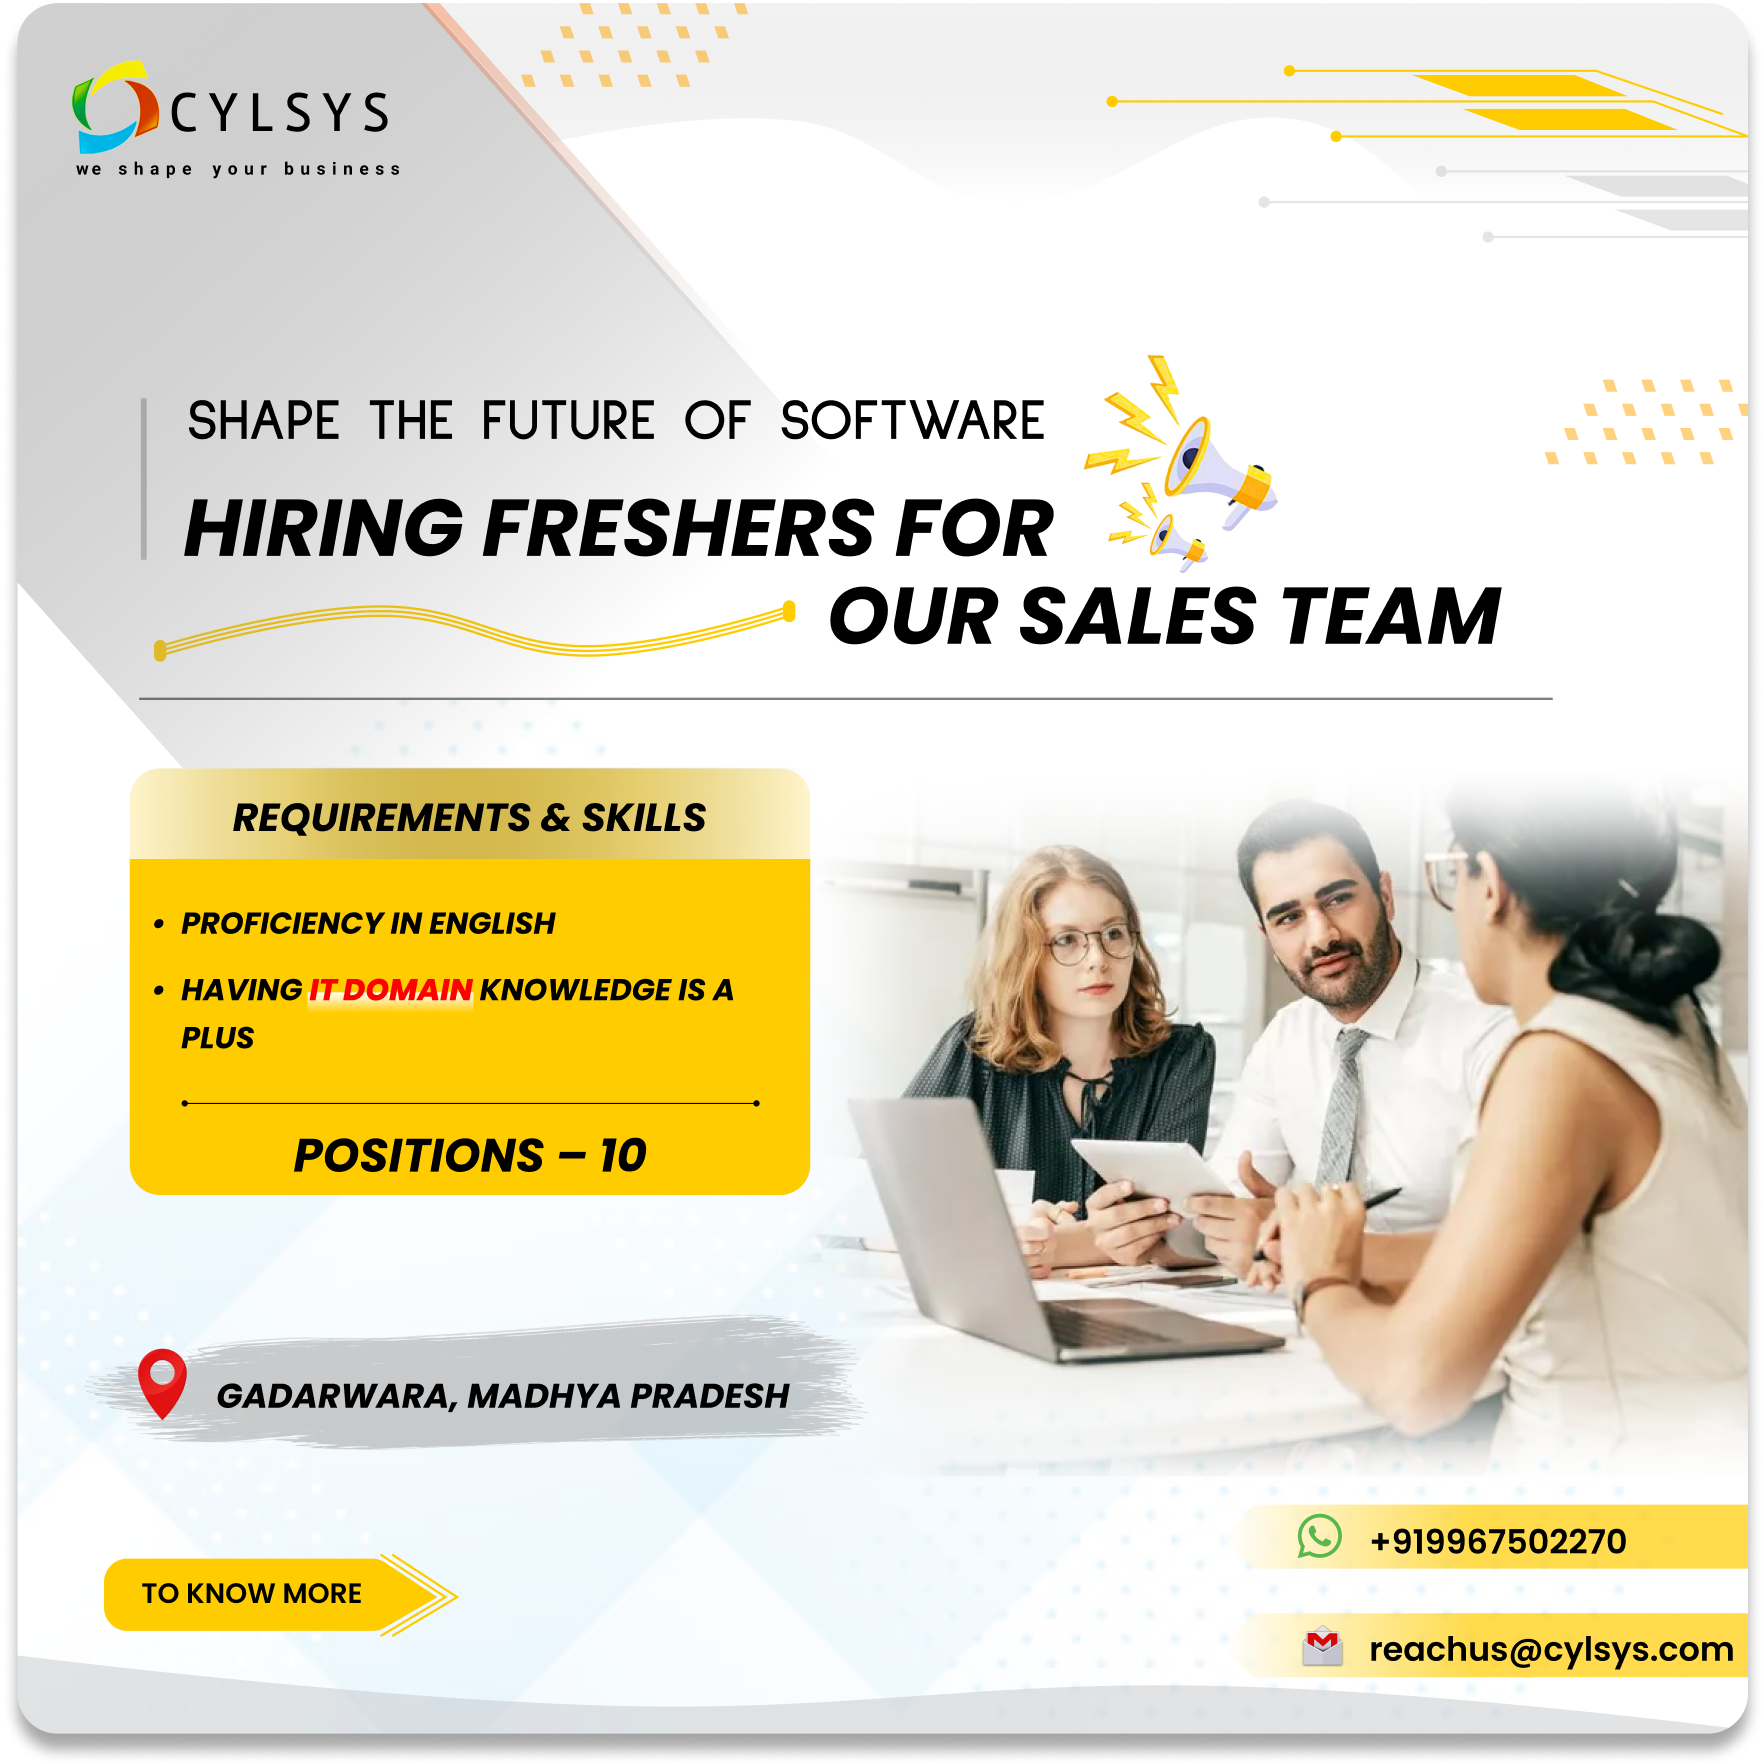 CYLSYS
we shape your business
SHAPE THE FUTURE OF SOFTWARE
HIRING FRESHERS FOR
OUR SALES TEAM
REQUIREMENTS & SKILLS
• PROFICIENCY IN ENGLISH
• HAVING IT DOMAIN KNOWLEDGE IS A
PLUS
POSITIONS – 10
GADARWARA, MADHYA PRADESH
TO KNOW MORE
+919967502270
reachus@cylsys.com